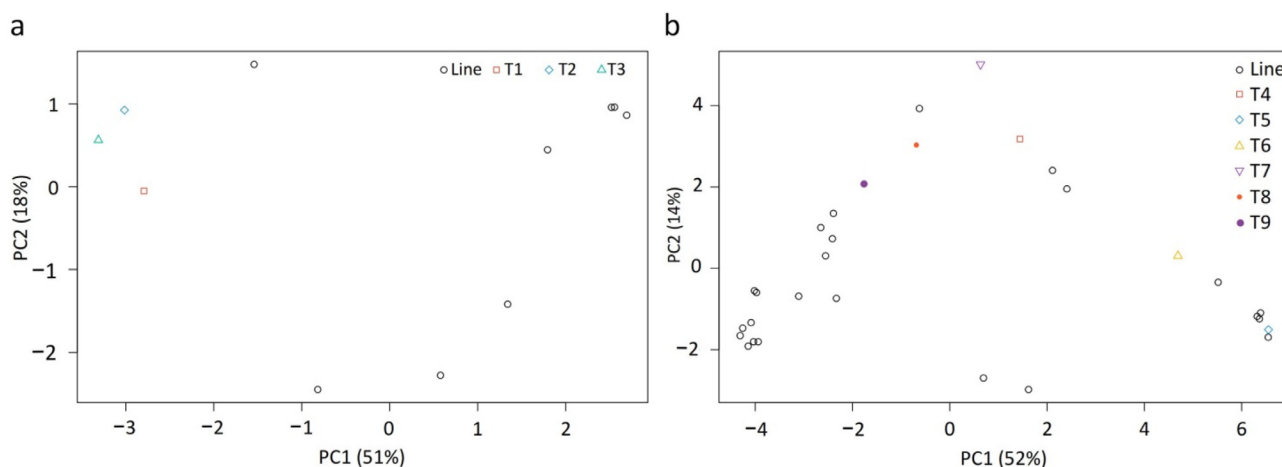 a
Line T1 T2 T3
1
0
−1
−2
PC2 (18%)
−3 −2 −1 0 1 2
PC1 (51%)
b
Line
T4
T5
T6
T7
T8
T9
4
2
0
−2
PC2 (14%)
−4 −2 0 2 4 6
PC1 (52%)